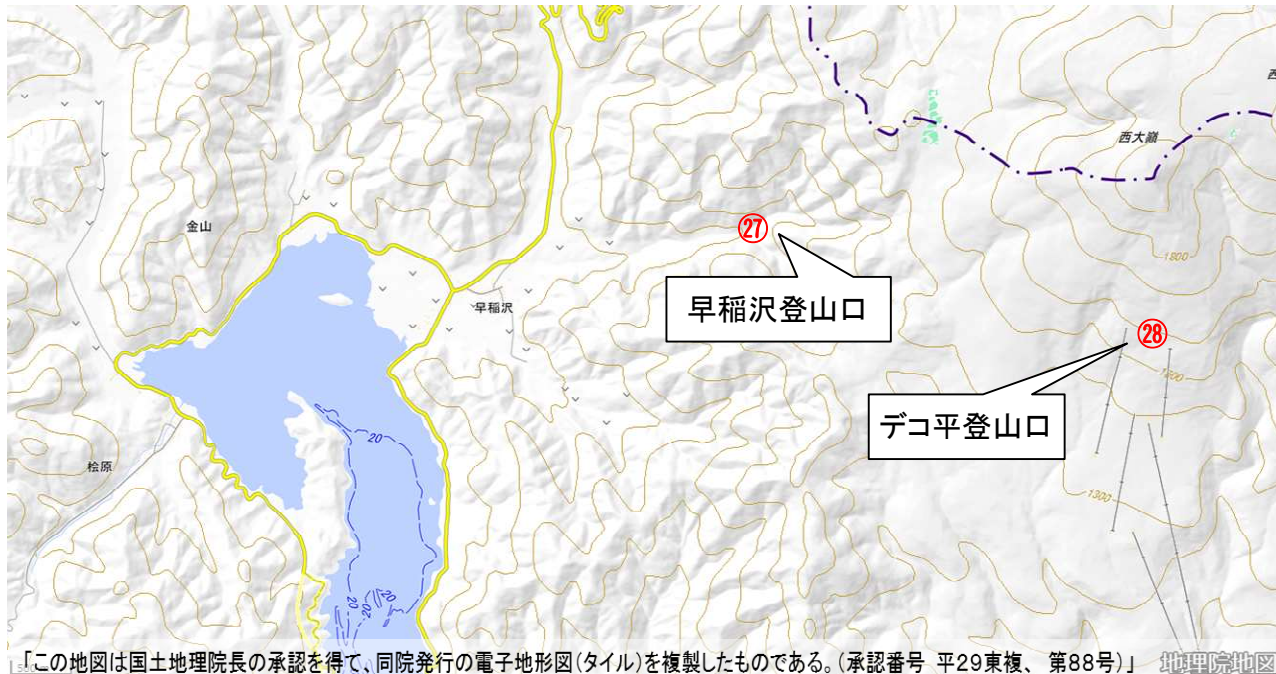 西
西大巓
金山
㉗
1800
早稲沢登山口
早稲沢
㉘
デコ平登山口
20
桧原
1300
20
20
20
「この地図は国土地理院長の承認を得て、同院発行の電子地形図(タイル)を複製したものである。(承認番号 平29東複、 第88号)」
地理院地図